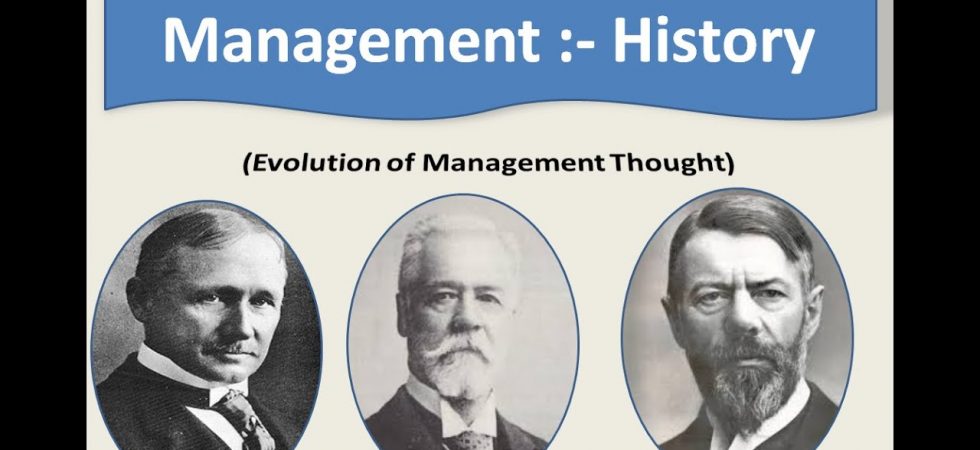 Management :- History
(Evolution of Management Thought)